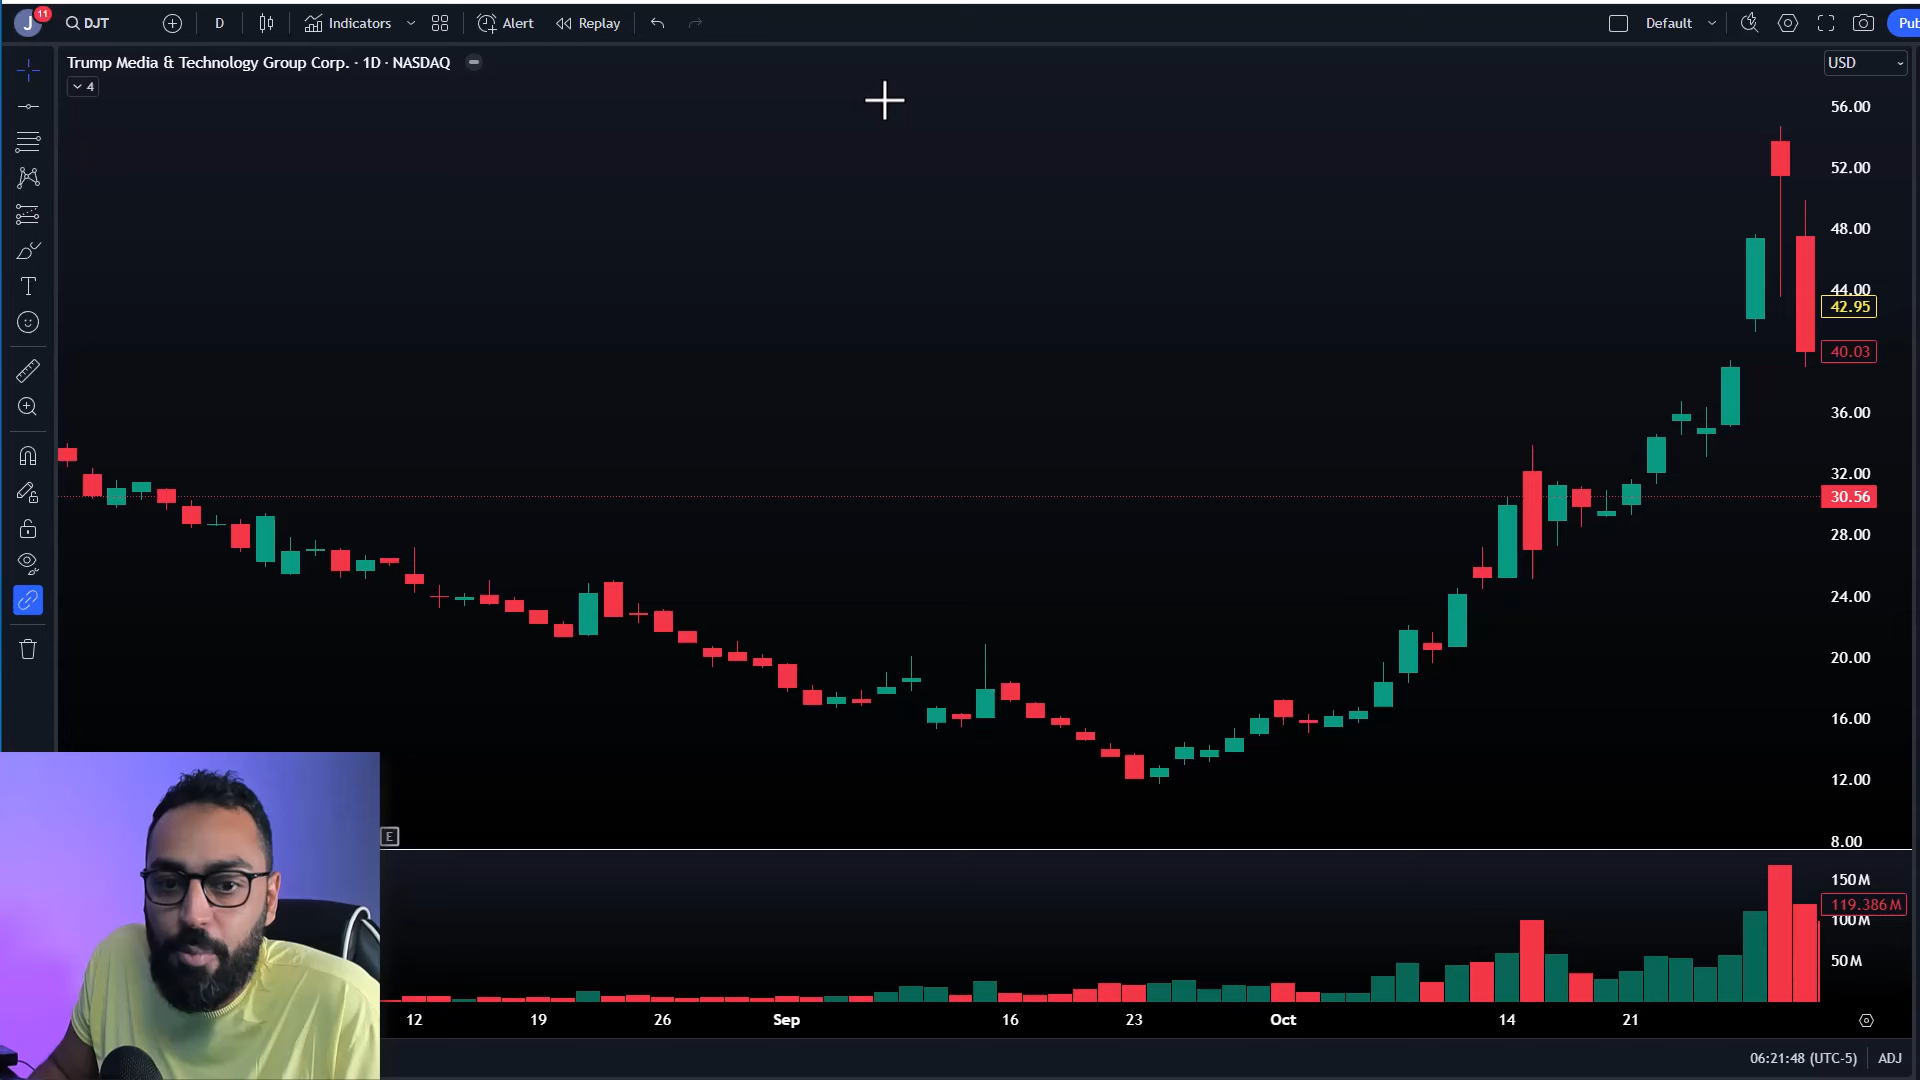 J 11 DJT D Indicators Alert Replay Default Pub
Trump Media & Technology Group Corp. · 1D · NASDAQ
USD
4
56.00
52.00
48.00
44.00
42.95
40.03
36.00
32.00
30.56
28.00
24.00
20.00
16.00
12.00
E
8.00
150M
119.386M
100M
50M
12 19 26 Sep 16 23 Oct 14 21
06:21:48 (UTC-5) ADJ